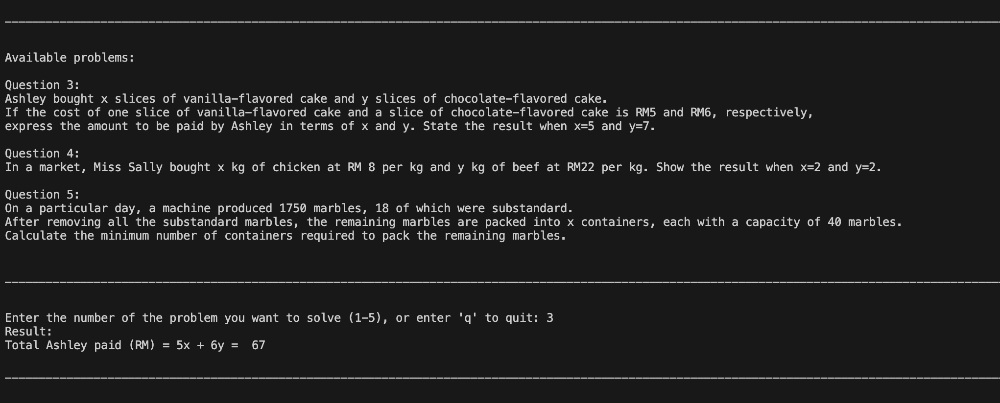 Available problems:
Question 3:
Ashley bought x slices of vanilla-flavored cake and y slices of chocolate-flavored cake.
If the cost of one slice of vanilla-flavored cake and a slice of chocolate-flavored cake is RM5 and RM6, respectively,
express the amount to be paid by Ashley in terms of x and y. State the result when x=5 and y=7.
Question 4:
In a market, Miss Sally bought x kg of chicken at RM 8 per kg and y kg of beef at RM22 per kg. Show the result when x=2 and y=2.
Question 5:
On a particular day, a machine produced 1750 marbles, 18 of which were substandard.
After removing all the substandard marbles, the remaining marbles are packed into x containers, each with a capacity of 40 marbles.
Calculate the minimum number of containers required to pack the remaining marbles.
Enter the number of the problem you want to solve (1-5), or enter 'q' to quit: 3
Result:
Total Ashley paid (RM) = 5x + 6y =  67